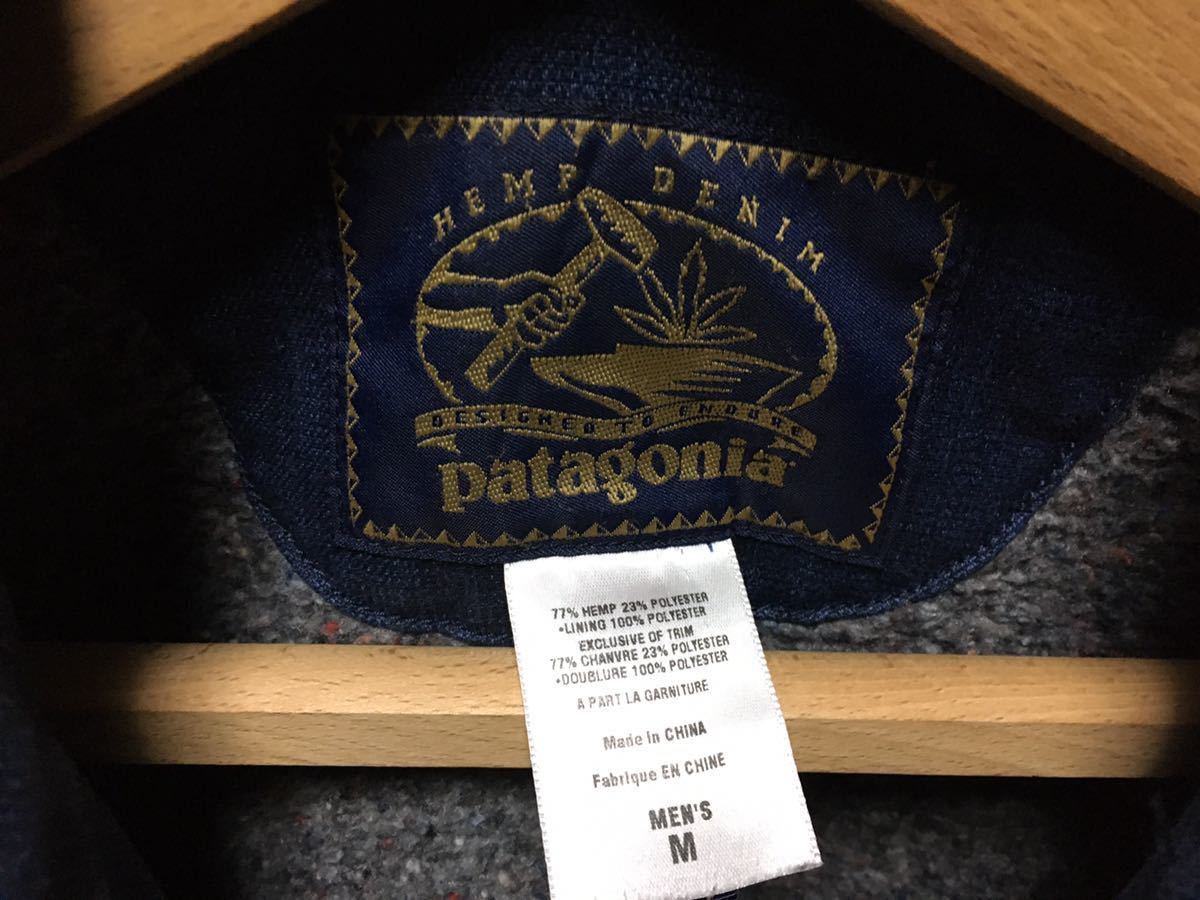 HEMP DENIM
DESIGNED TO ENDURE
patagonia
77% HEMP 23% POLYESTER
•LINING 100% POLYESTER
EXCLUSIVE OF TRIM
77% CHANVRE 23% POLYESTER
•DOUBLURE 100% POLYESTER
A PART LA GARNITURE
Made in CHINA
Fabrique EN CHINE
MEN'S
M